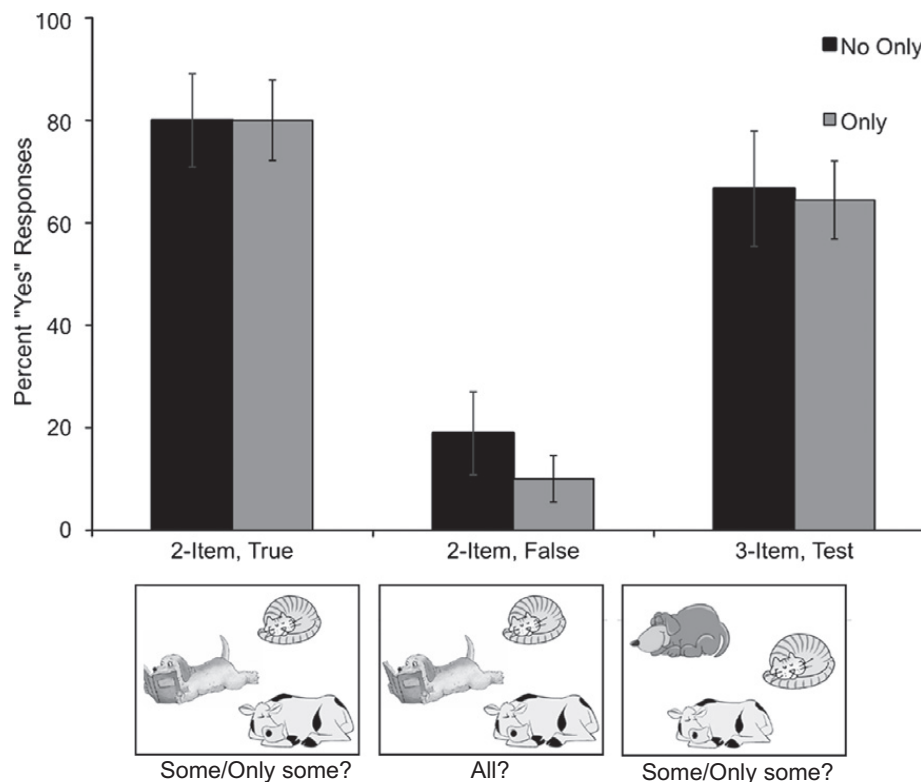 100
80
60
40
20
0
Percent "Yes" Responses
No Only
Only
2-Item, True
2-Item, False
3-Item, Test
Some/Only some?
All?
Some/Only some?